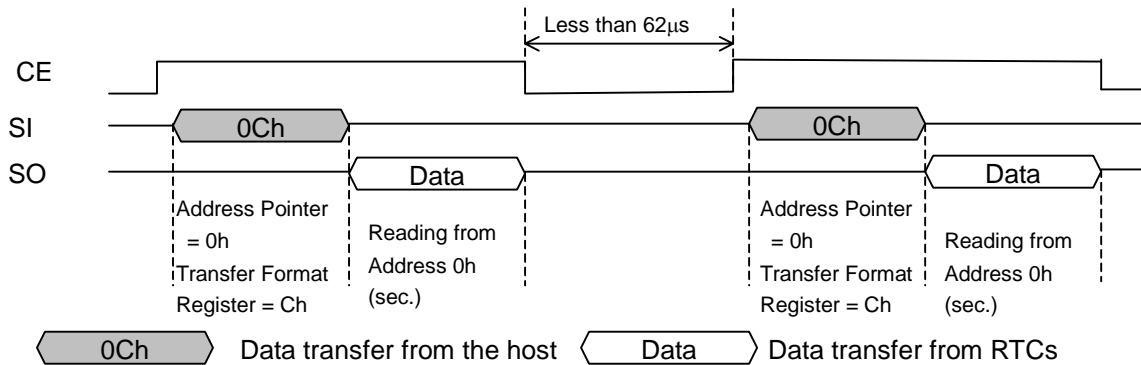 Less than 62µs
CE
SI
0Ch
0Ch
SO
Data
Data
Address Pointer
= 0h
Transfer Format
Register = Ch
Reading from
Address 0h
(sec.)
Address Pointer
= 0h
Transfer Format
Register = Ch
Reading from
Address 0h
(sec.)
0Ch Data transfer from the host Data Data transfer from RTCs